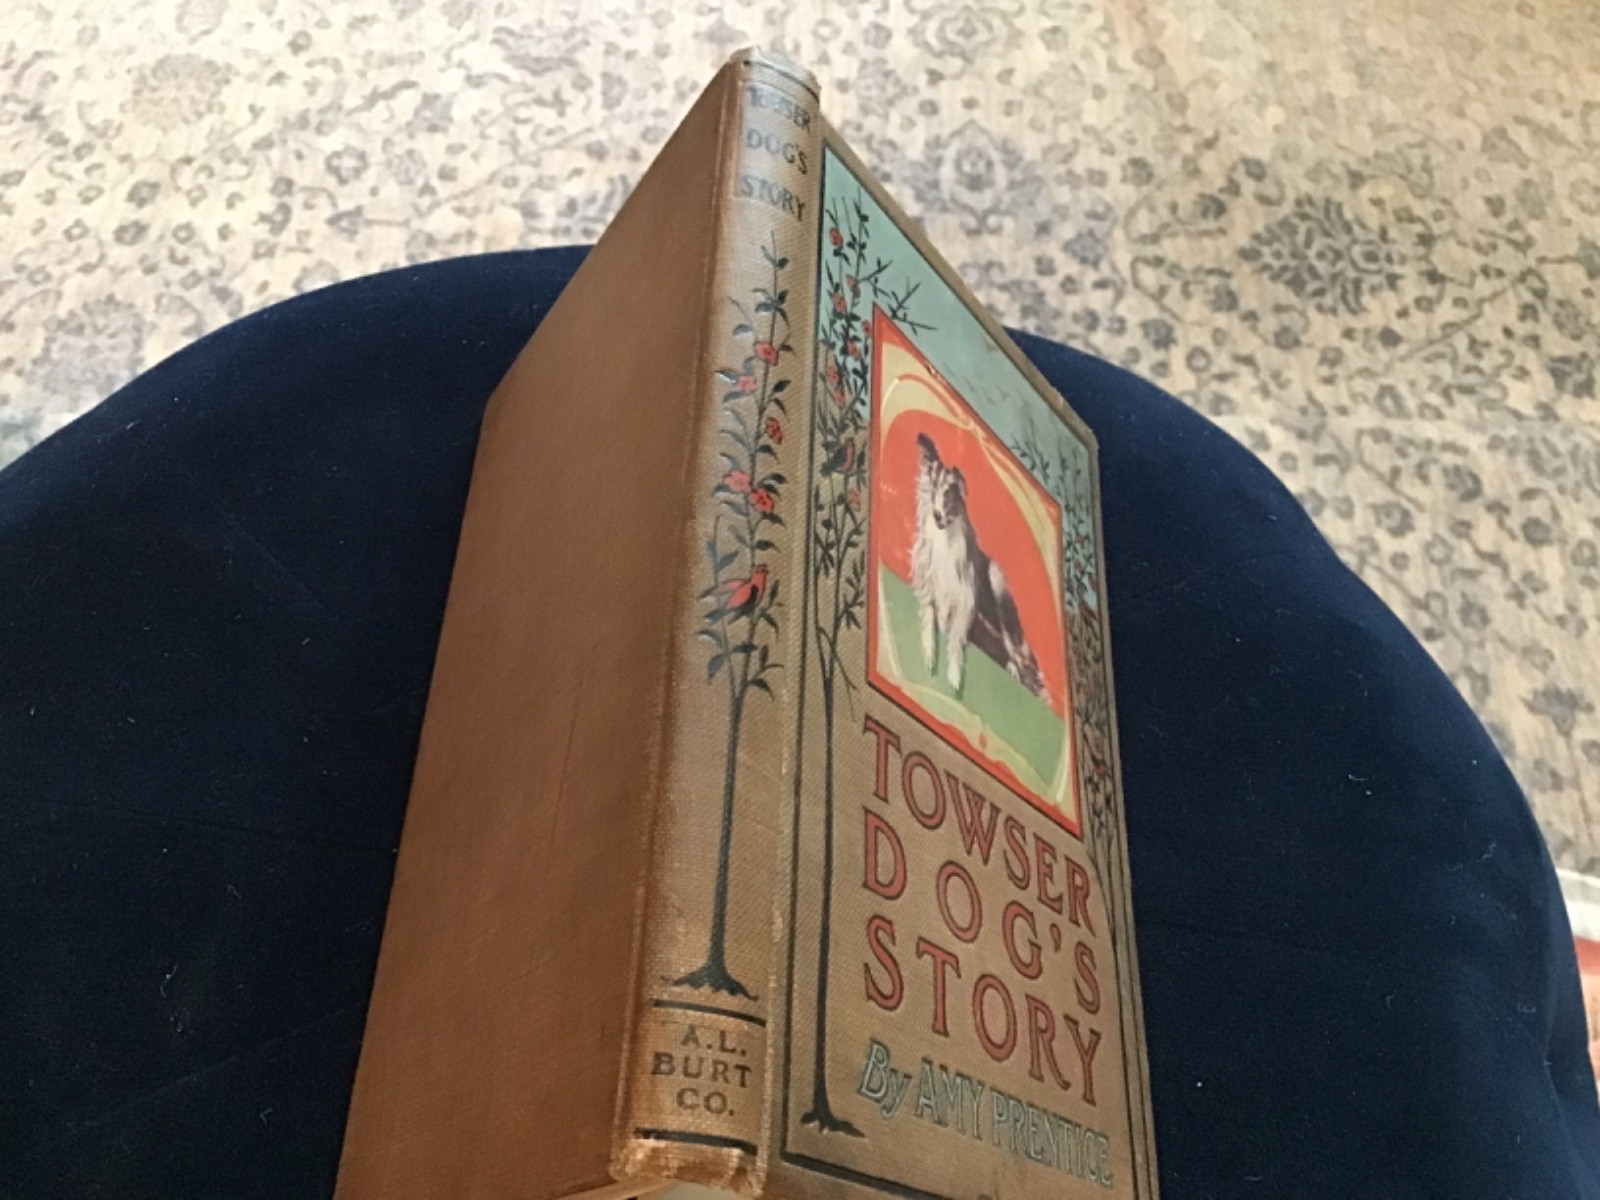 TOWSER
DOG'S
STORY
A.L.
BURT
CO.
TOWSER
DOG'S
STORY
By AMY PRENTICE